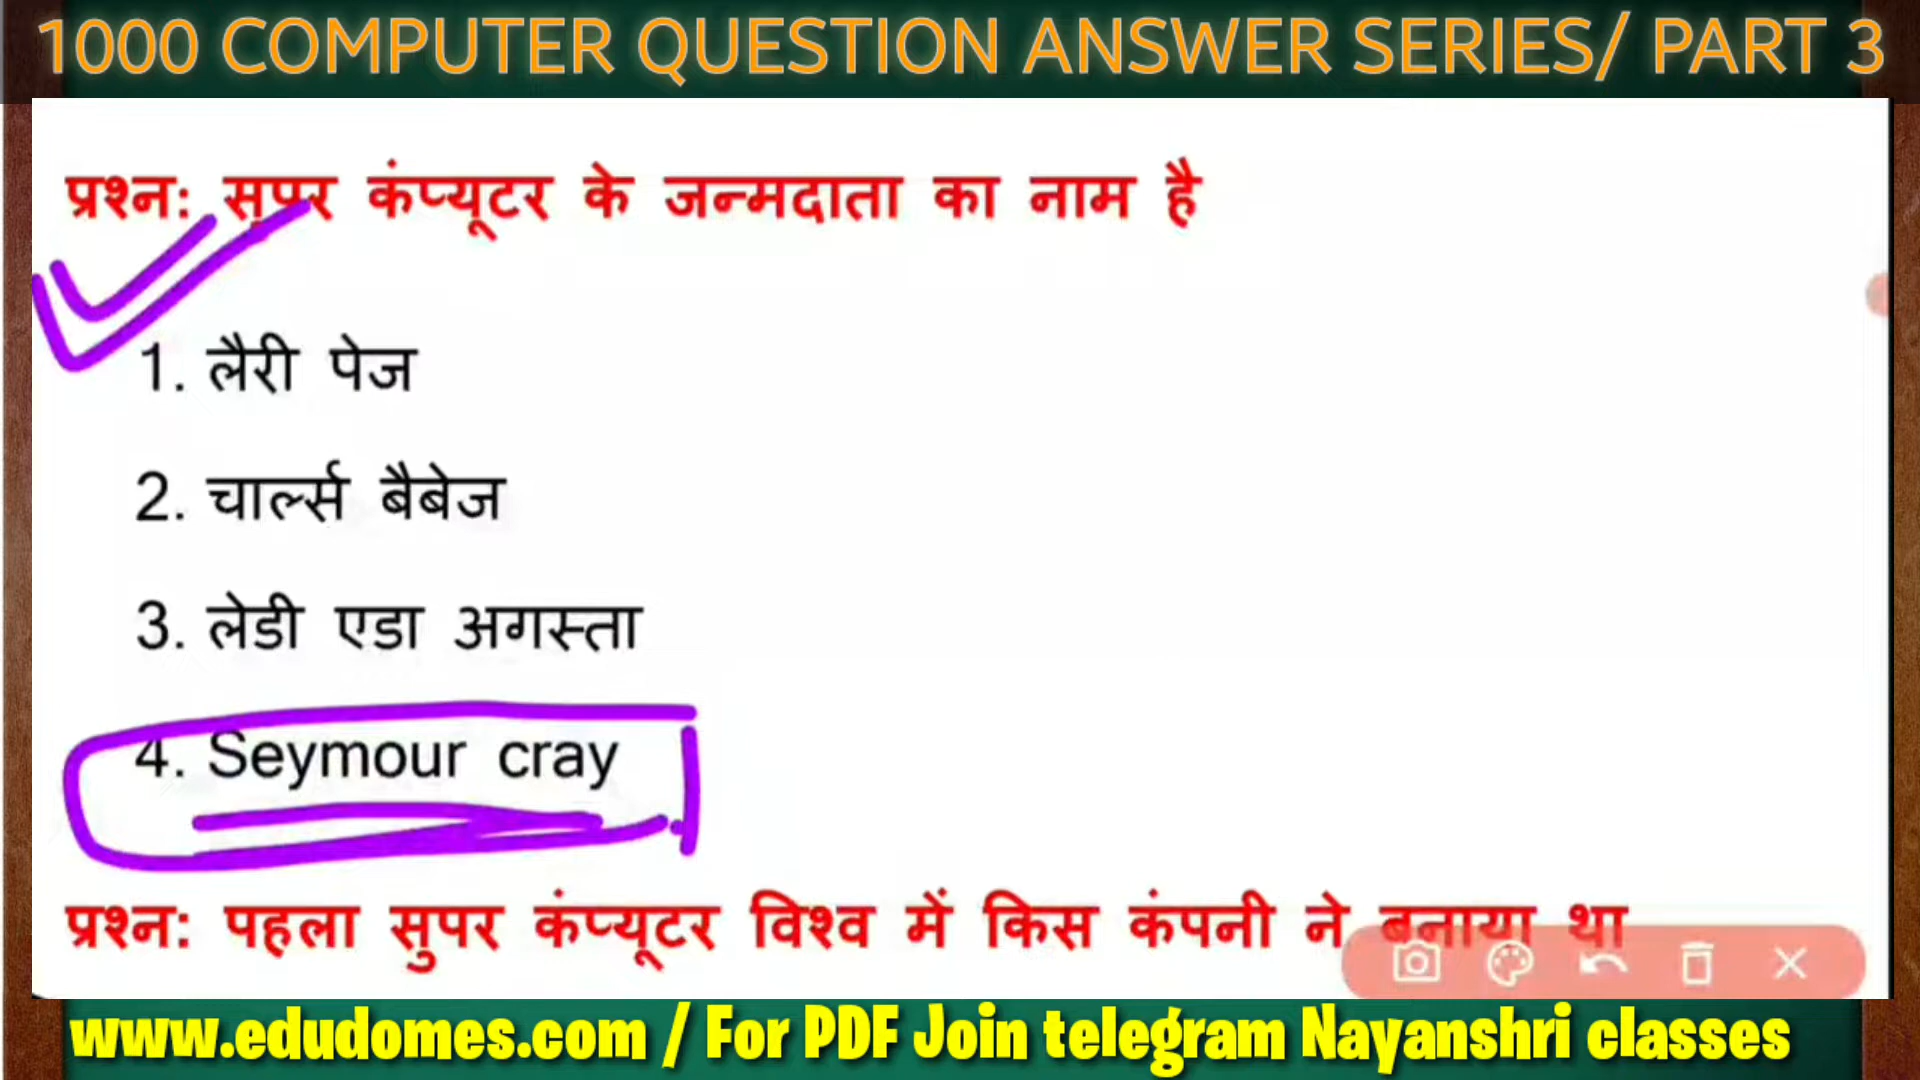 1000 COMPUTER QUESTION ANSWER SERIES/ PART 3
प्रश्न: सुपर कंप्यूटर के जन्मदाता का नाम है
1. लैरी पेज
2. चार्ल्स बैबेज
3. लेडी एडा अगस्ता
4. Seymour cray
प्रश्न: पहला सुपर कंप्यूटर विश्व में किस कंपनी ने बनाया था
www.edudomes.com / For PDF Join telegram Nayanshri classes